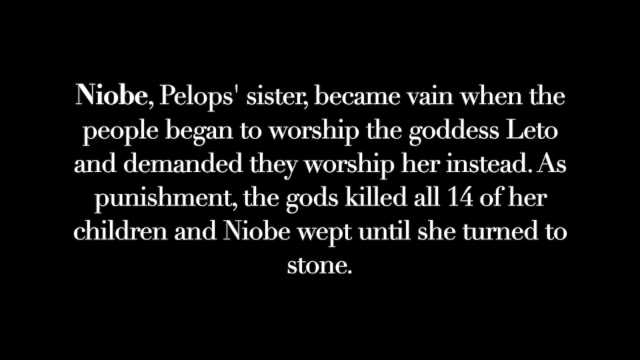 Niobe, Pelops' sister, became vain when the
people began to worship the goddess Leto
and demanded they worship her instead. As
punishment, the gods killed all 14 of her
children and Niobe wept until she turned to
stone.